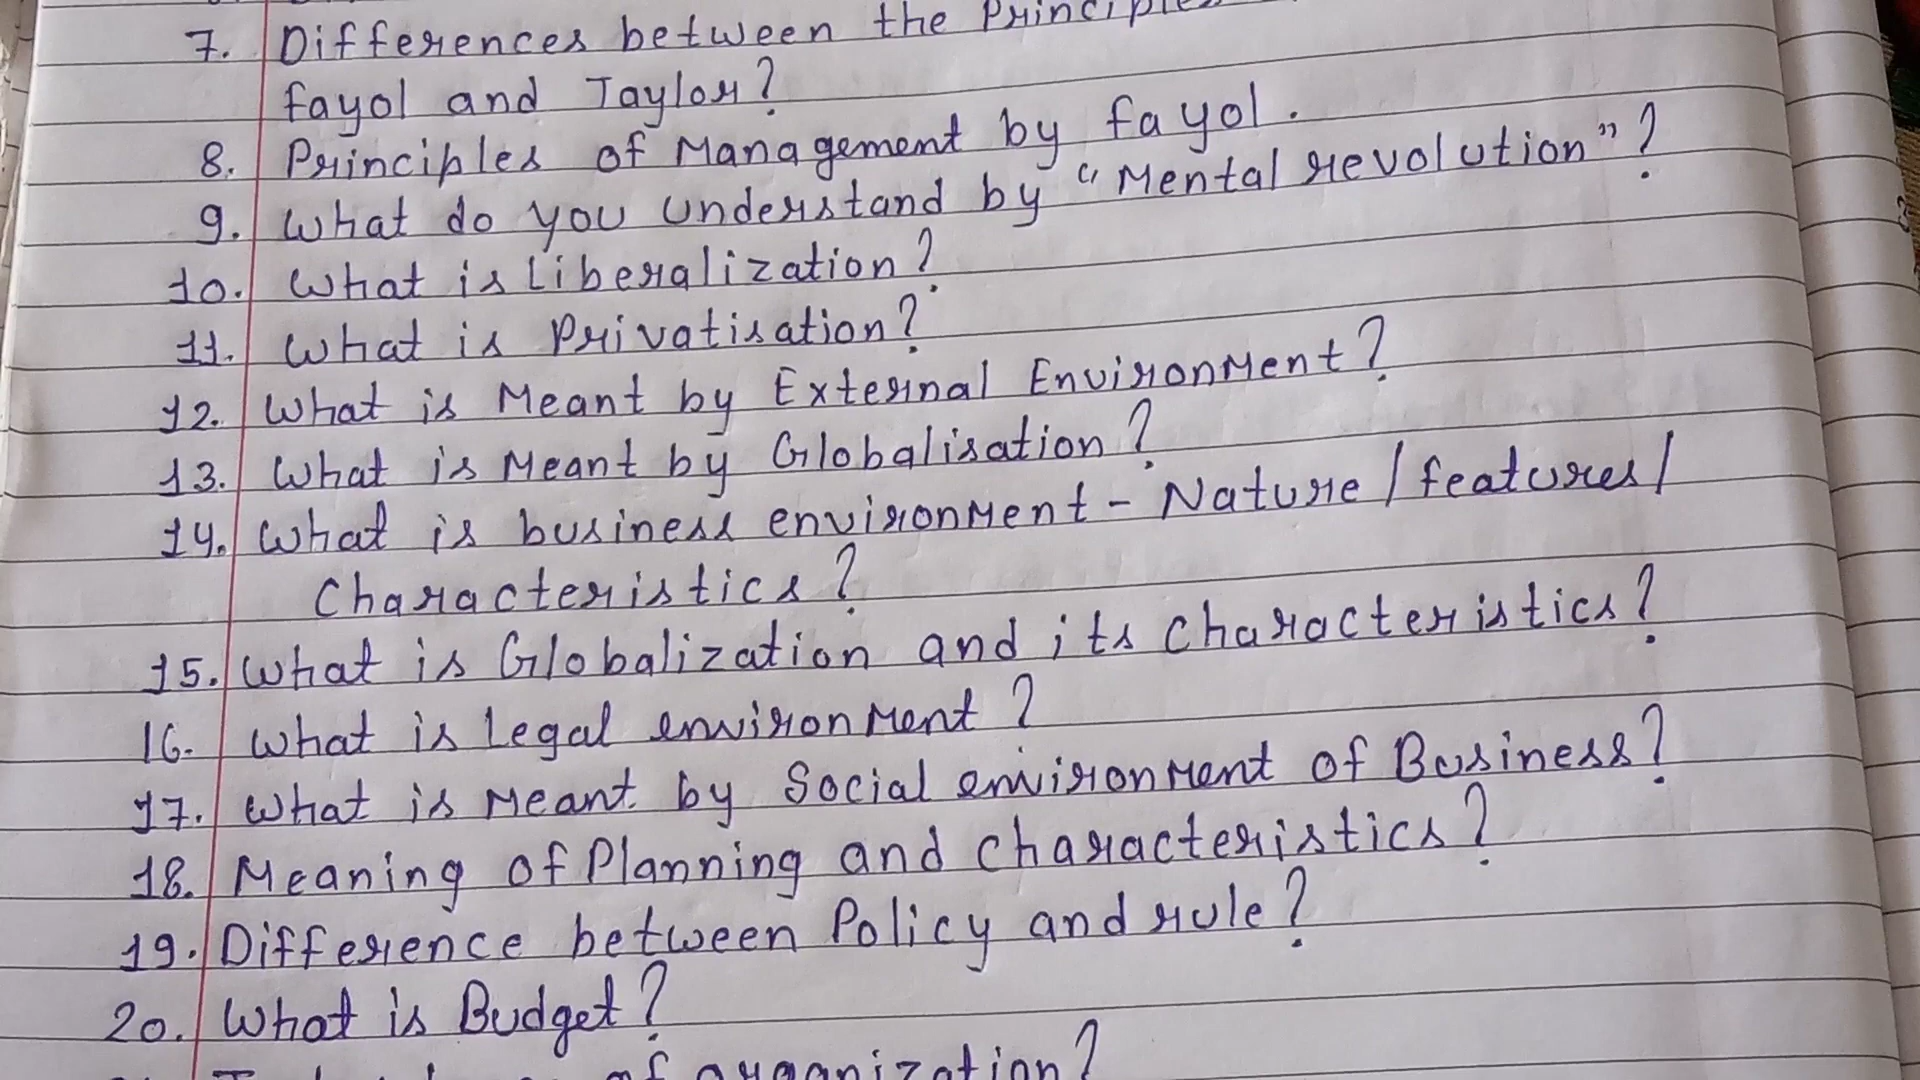 7. Differences between the Principles
fayol and Taylor?
8. Principles of Management by fayol.
9. What do you understand by "Mental revolution"?
10. What is Liberalization?
11. What is Privatisation?
12. What is Meant by External Environment?
13. What is Meant by Globalisation?
14. What is business environment - Nature / features /
Characteristics?
15. What is Globalization and its characteristics?
16. What is Legal environment?
17. What is Meant by Social environment of Business?
18. Meaning of Planning and characteristics?
19. Difference between Policy and rule?
20. What is Budget?
of organization?